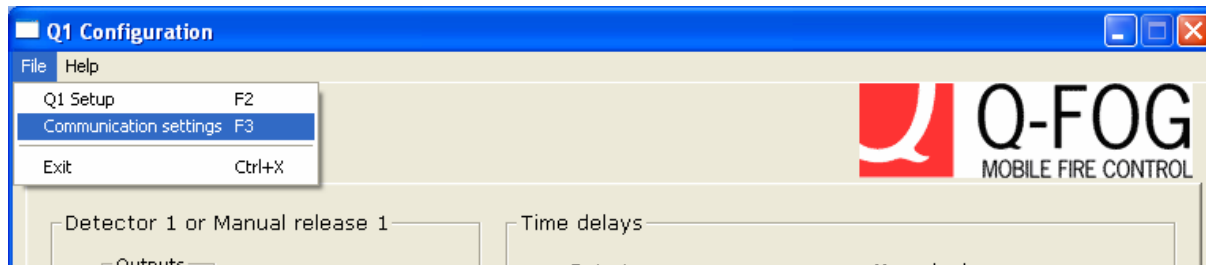 Q1 Configuration
File Help
Q1 Setup F2
Communication settings F3
Exit Ctrl+X
Q-FOG
MOBILE FIRE CONTROL
Detector 1 or Manual release 1
Time delays
Outputs